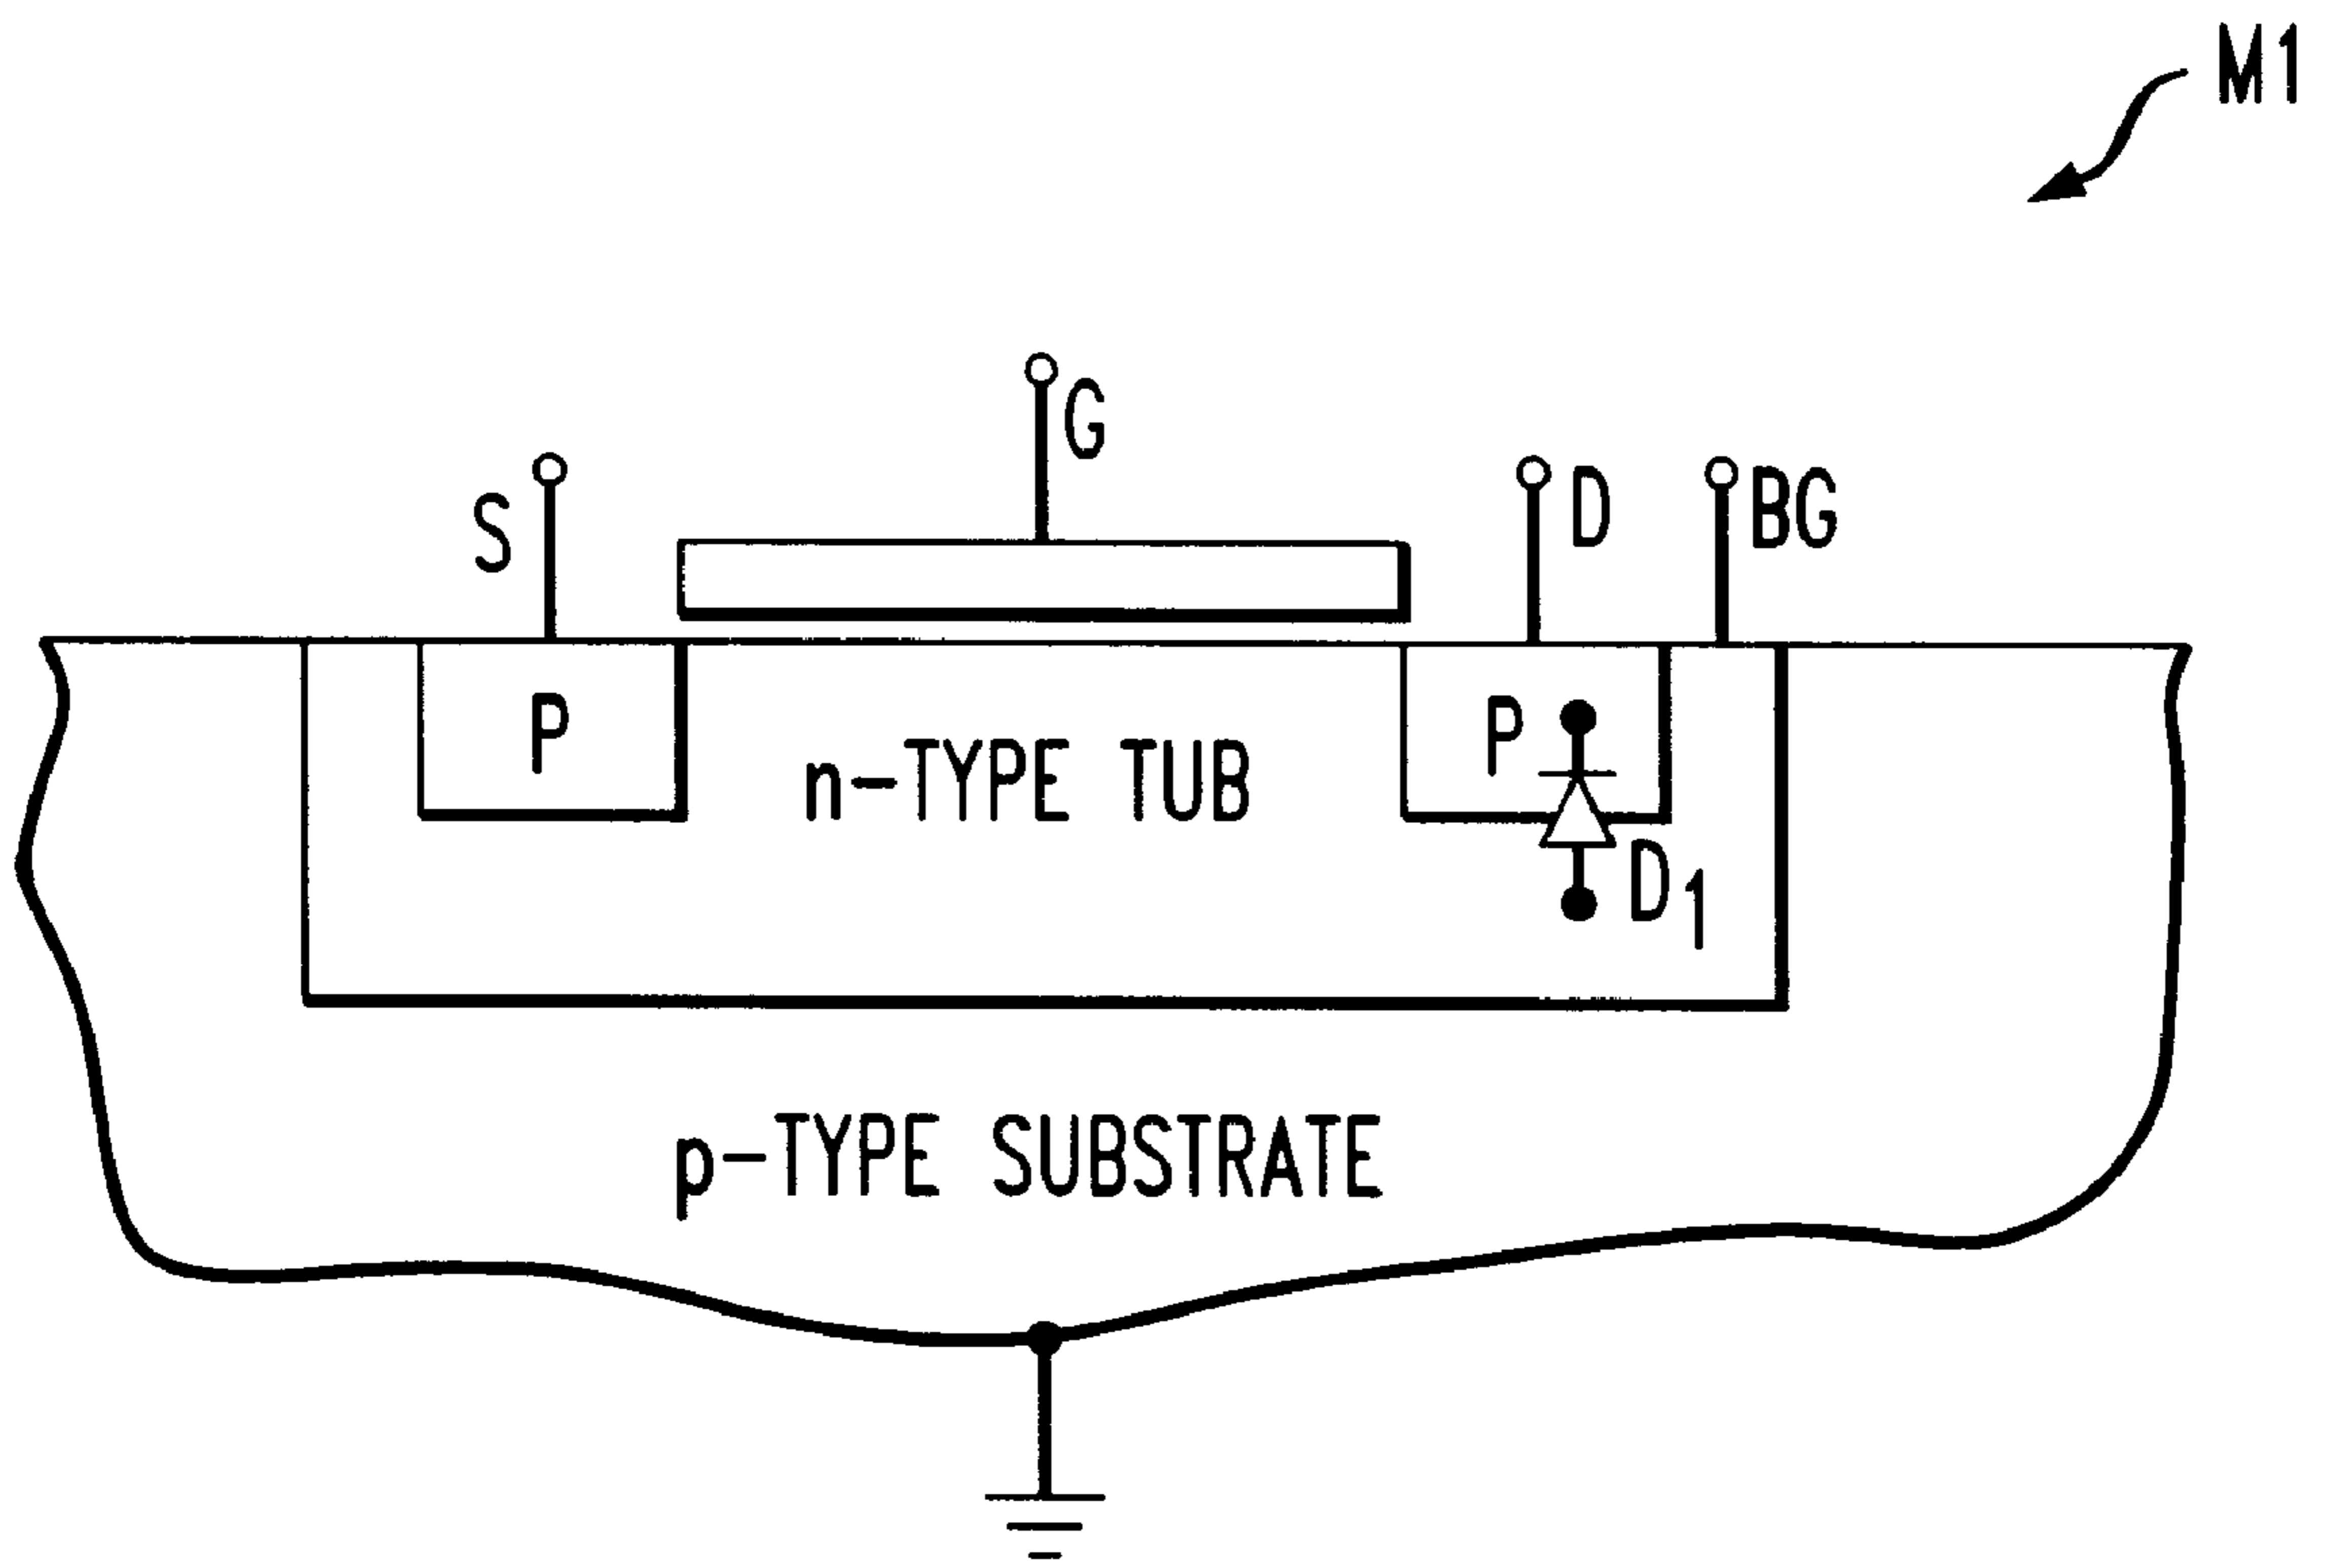 M1
G
S
D
BG
P
P
n-TYPE TUB
D1
p-TYPE SUBSTRATE